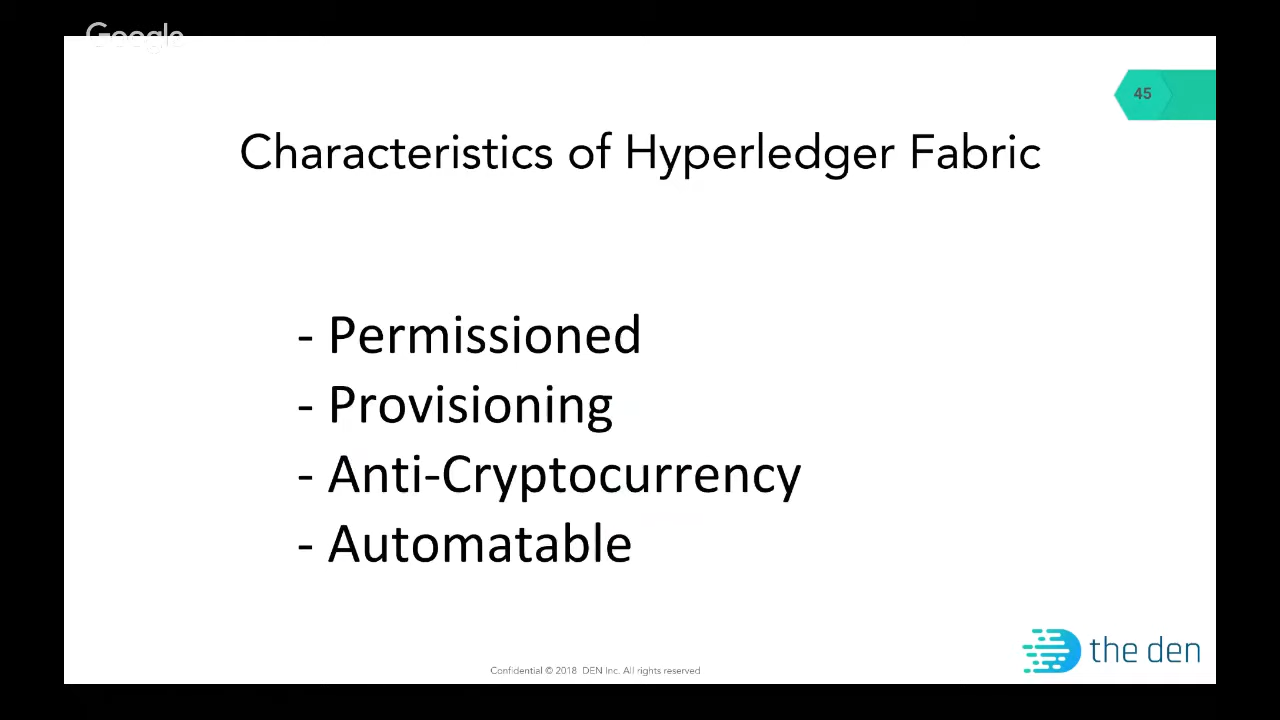 Google
45
Characteristics of Hyperledger Fabric
- Permissioned
- Provisioning
- Anti-Cryptocurrency
- Automatable
the den
Confidential © 2018 DEN Inc. All rights reserved